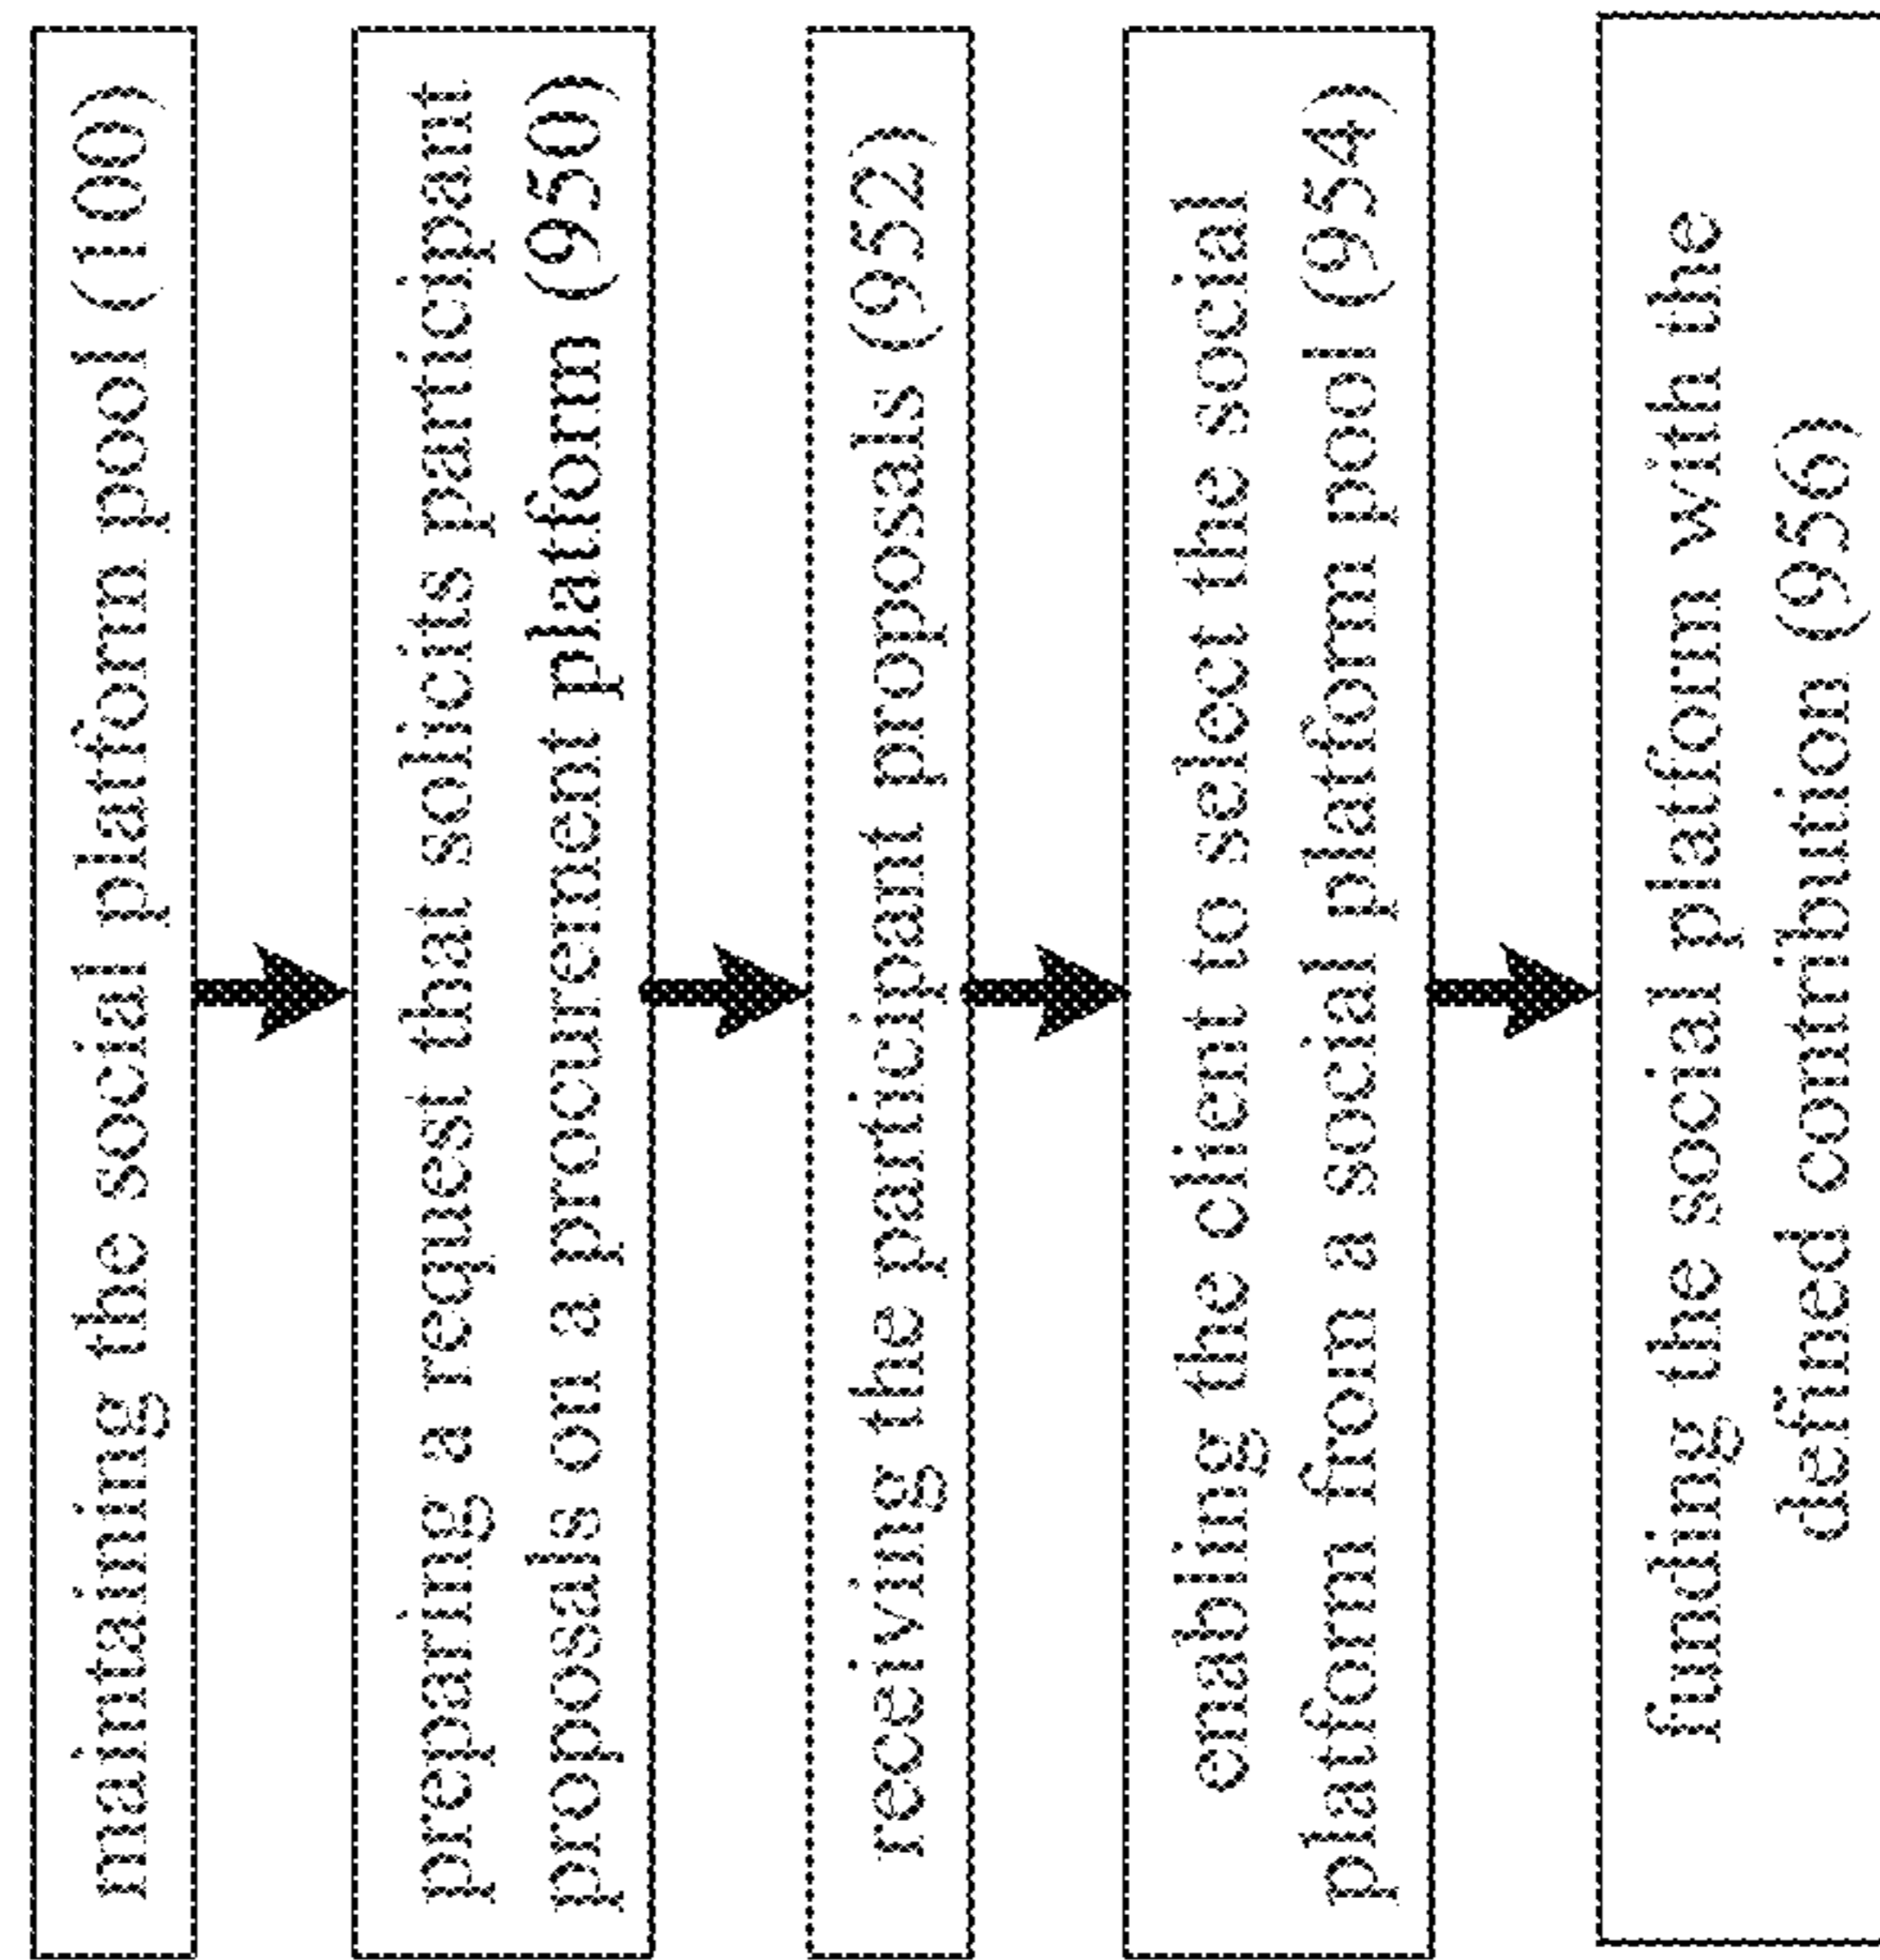 maintaining the social platform pool (100)
preparing a request that solicits participant
proposals on a procurement platform (950)
receiving the participant proposals (952)
enabling the client to select the social
platform from a social platform pool (954)
funding the social platform with the
defined contribution (956)